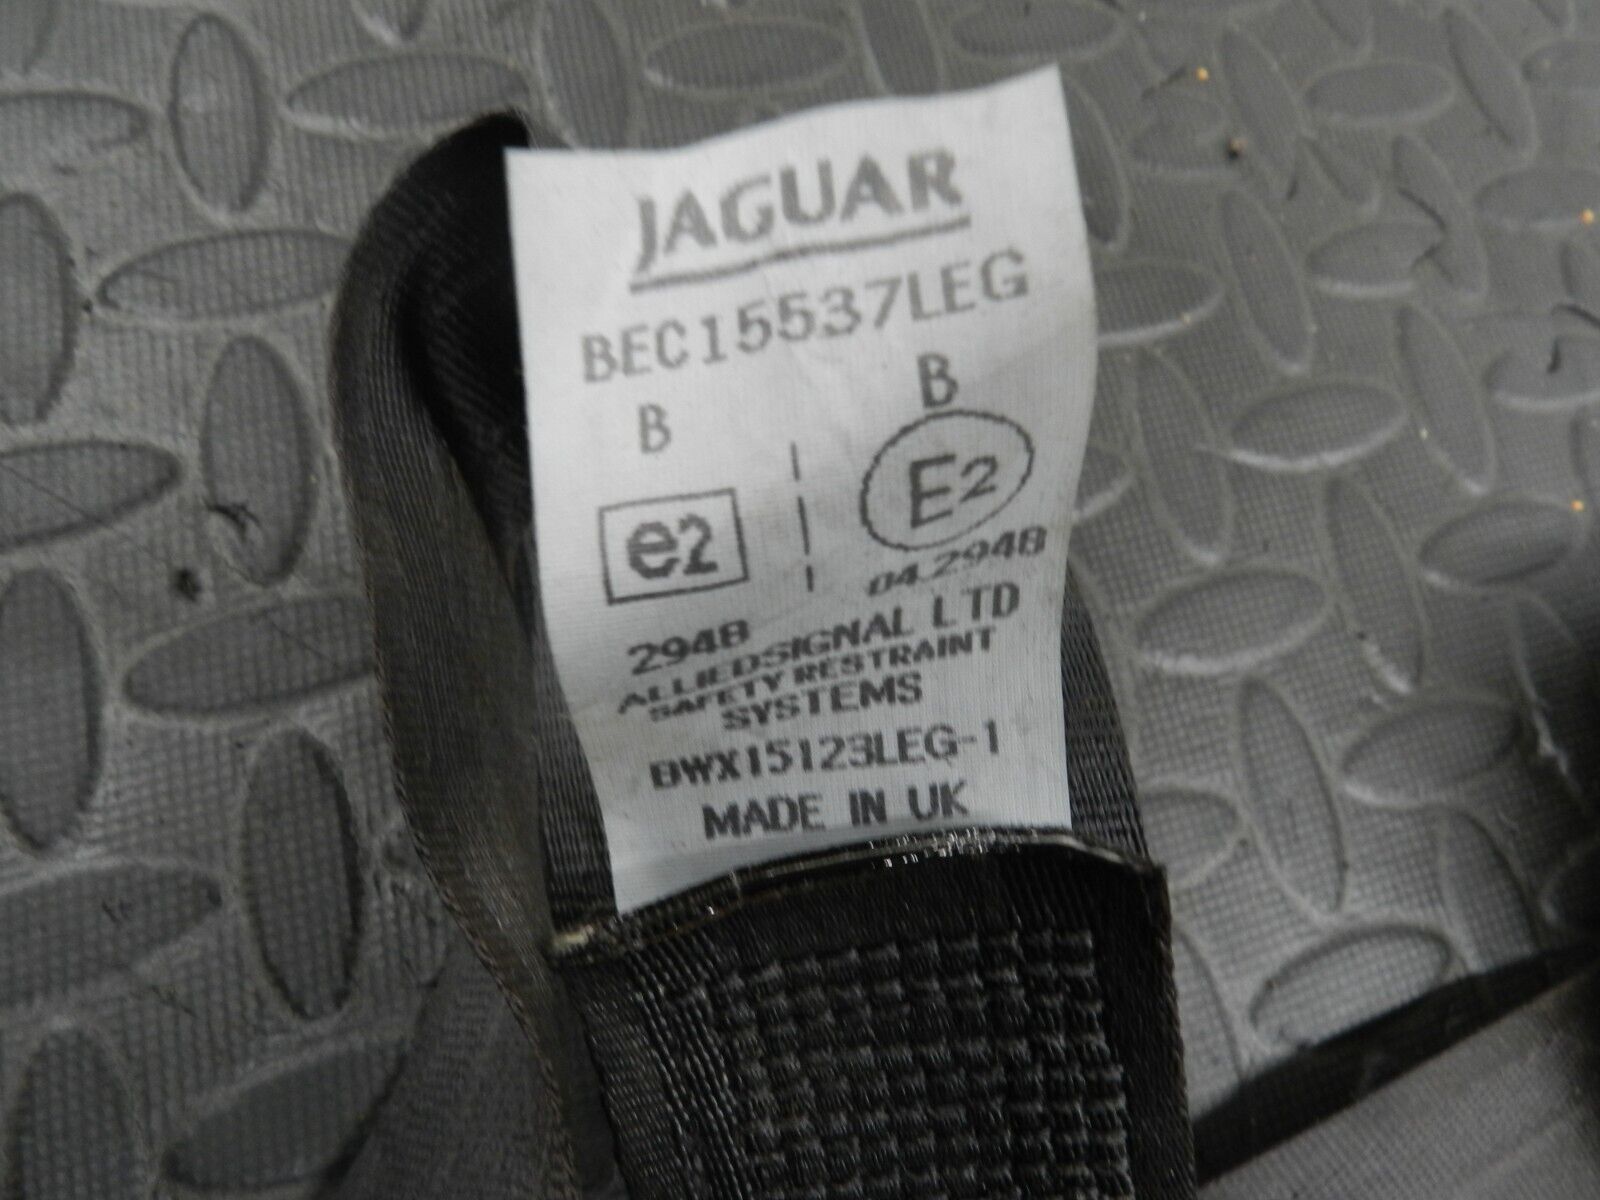 JAGUAR
BEC15537LEG
B B
e2 E2
04.2948
2948
ALLIEDSIGNAL LTD
SAFETY RESTRAINT
SYSTEMS
BWX15123LEG-1
MADE IN UK